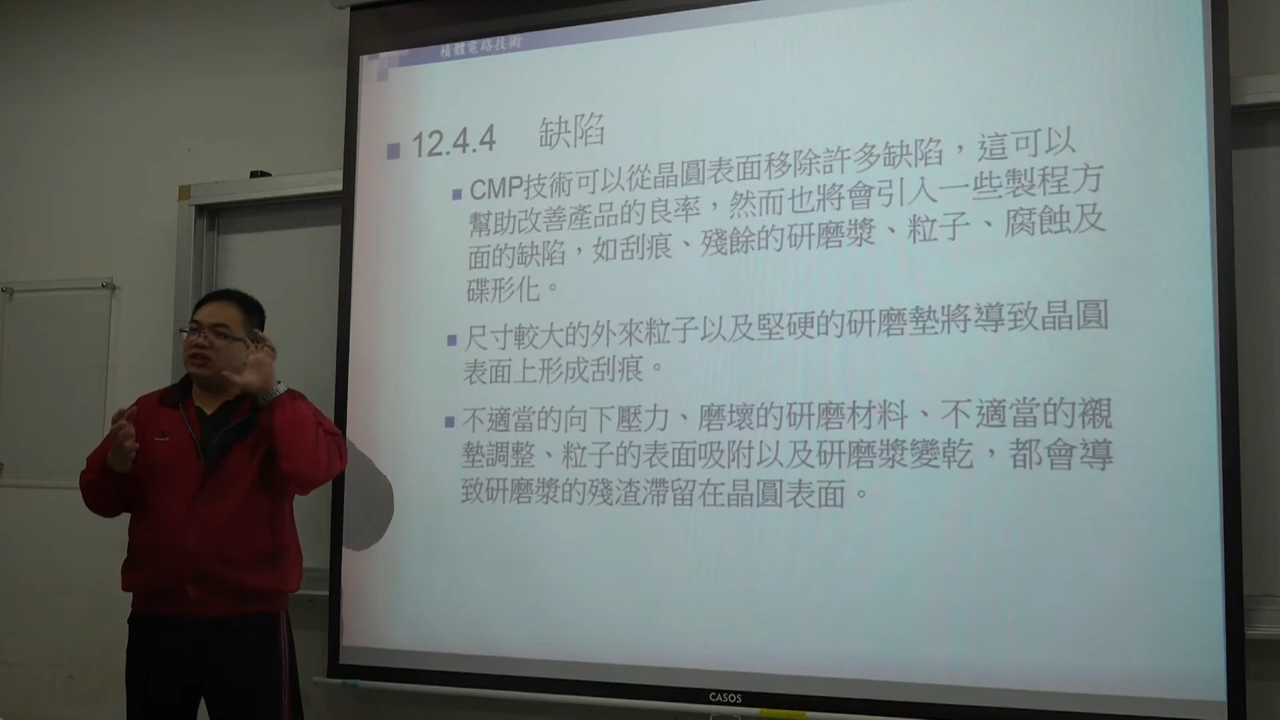 積體電路技術
12.4.4 缺陷
CMP技術可以從晶圓表面移除許多缺陷，這可以
幫助改善產品的良率，然而也將會引入一些製程方
面的缺陷，如刮痕、殘餘的研磨漿、粒子、腐蝕及
碟形化。
尺寸較大的外來粒子以及堅硬的研磨墊將導致晶圓
表面上形成刮痕。
不適當的向下壓力、磨壞的研磨材料、不適當的襯
墊調整、粒子的表面吸附以及研磨漿變乾，都會導
致研磨漿的殘渣滯留在晶圓表面。
CASOS